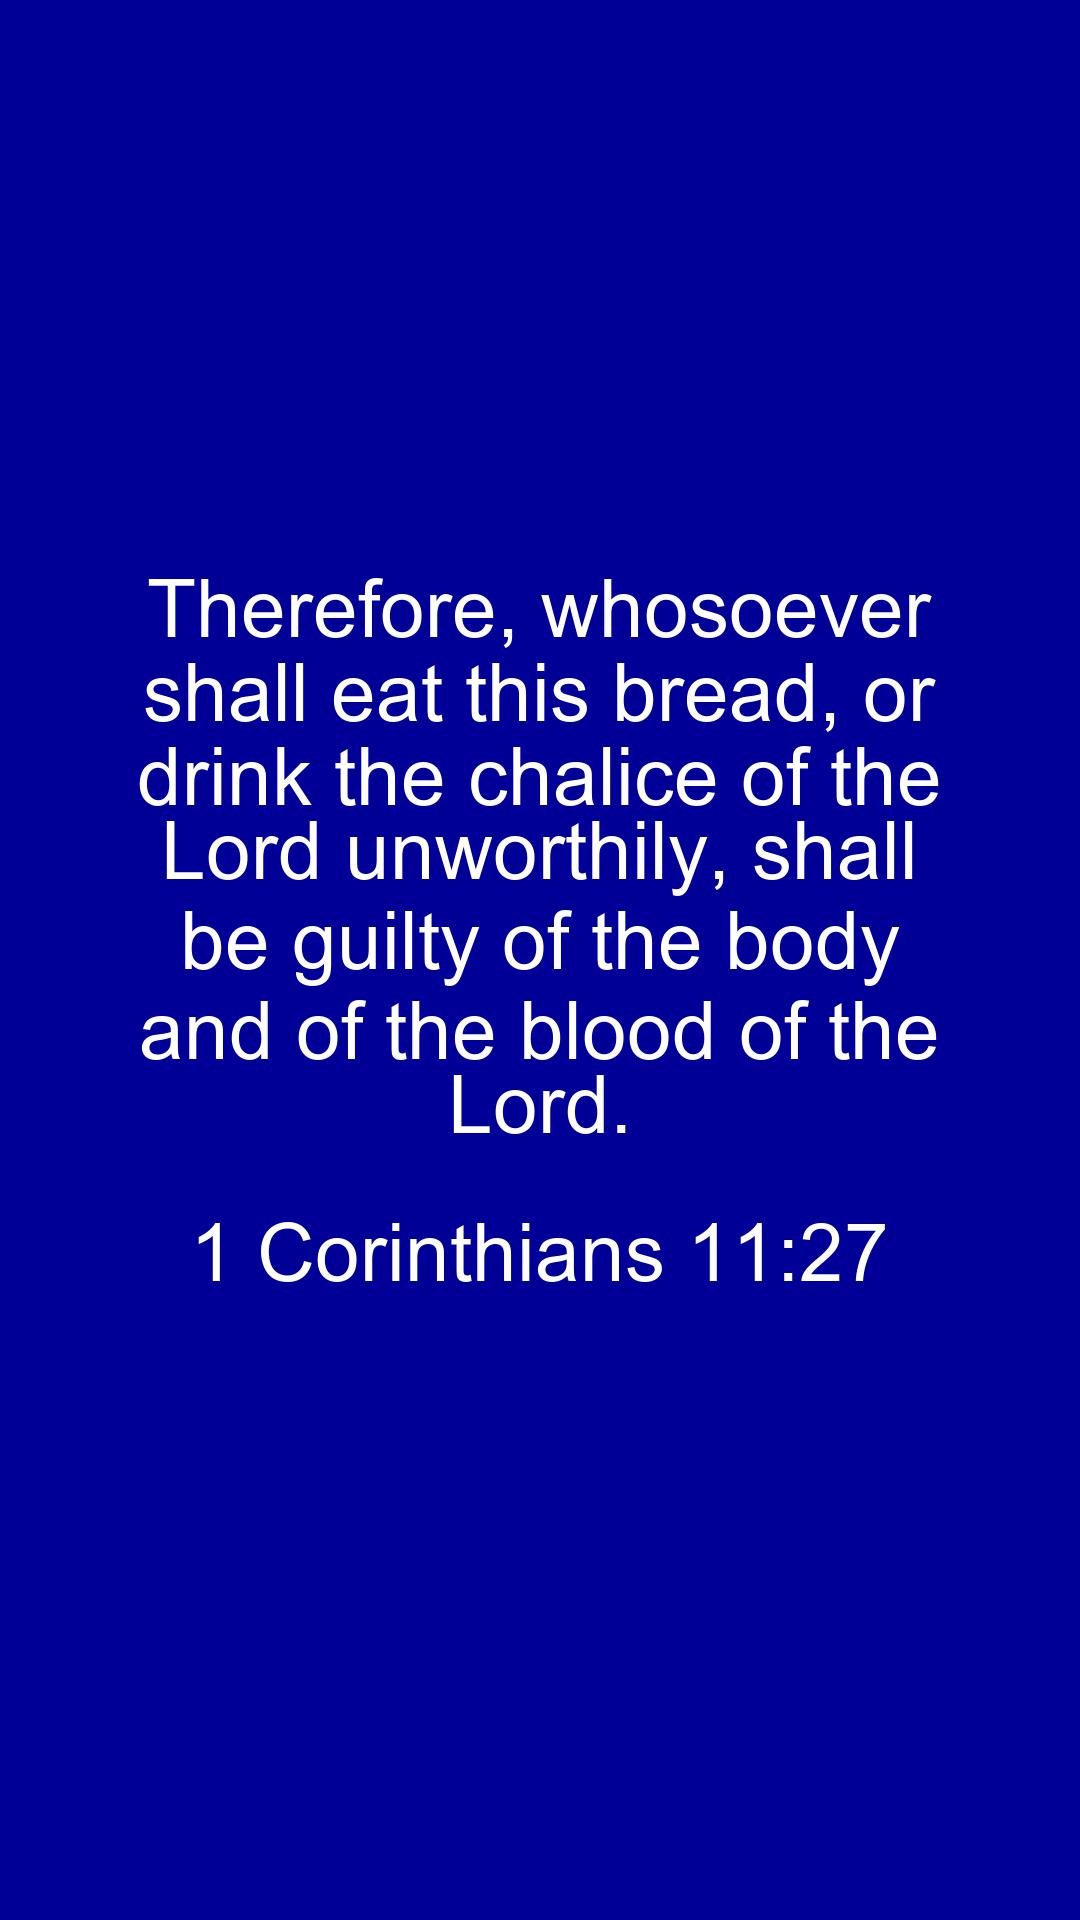 Therefore, whosoever
shall eat this bread, or
drink the chalice of the
Lord unworthily, shall
be guilty of the body
and of the blood of the
Lord.
1 Corinthians 11:27